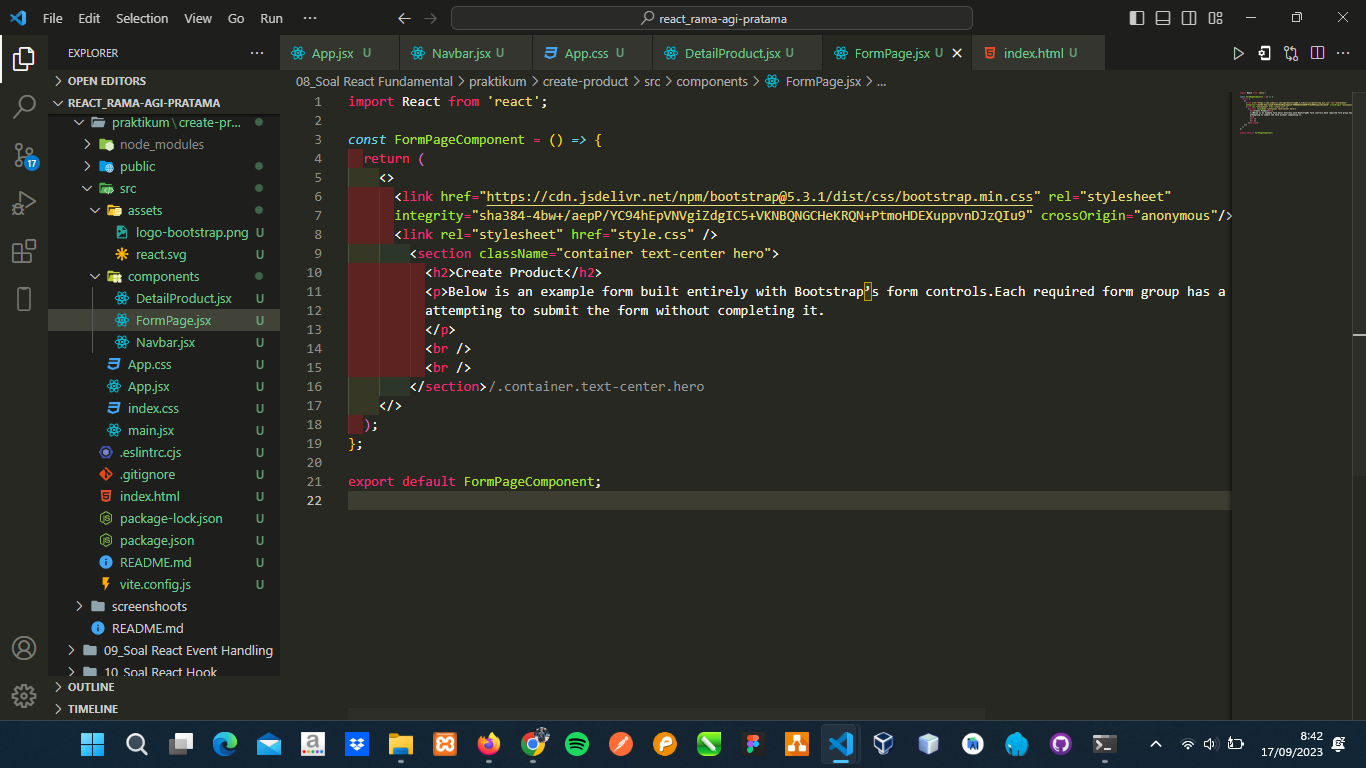 File Edit Selection View Go Run ··· react_rama-agi-pratama
EXPLORER ···
App.jsx U Navbar.jsx U App.css U DetailProduct.jsx U FormPage.jsx U index.html U
08_Soal React Fundamental > praktikum > create-product > src > components > FormPage.jsx > ...
OPEN EDITORS
REACT_RAMA-AGI-PRATAMA
praktikum \ create-pr...
node_modules
public
src
assets
logo-bootstrap.png U
react.svg U
components
DetailProduct.jsx U
FormPage.jsx U
Navbar.jsx U
App.css U
App.jsx U
index.css U
main.jsx U
.eslintrc.cjs U
.gitignore U
index.html U
package-lock.json U
package.json U
README.md U
vite.config.js U
screenshoots
README.md
09_Soal React Event Handling
10_Soal React Hook
OUTLINE
TIMELINE
17
1 import React from 'react';
2
3 const FormPageComponent = () => {
4 return (
5 <>
6 <link href="https://cdn.jsdelivr.net/npm/bootstrap@5.3.1/dist/css/bootstrap.min.css" rel="stylesheet"
7 integrity="sha384-4bw+/aepP/YC94hEpVNVgiZdgIC5+VKNBQNGCHeKRQN+PtmoHDEXuppvnDJzQIu9" crossOrigin="anonymous"/>
8 <link rel="stylesheet" href="style.css" />
9 <section className="container text-center hero">
10 <h2>Create Product</h2>
11 <p>Below is an example form built entirely with Bootstrap’s form controls.Each required form group has a
12 attempting to submit the form without completing it.
13 </p>
14 <br />
15 <br />
16 </section>/.container.text-center.hero
17 </>
18 );
19 };
20
21 export default FormPageComponent;
22
8:42
17/09/2023